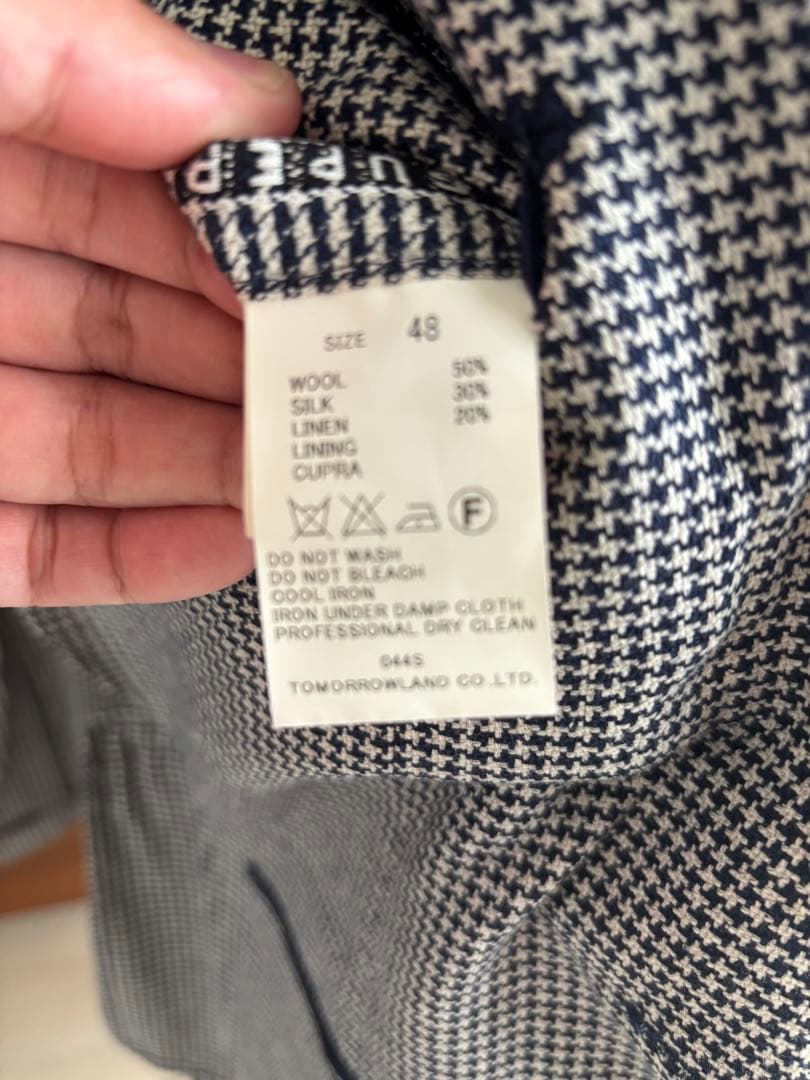 SUPER
SIZE 48
WOOL 50%
SILK 30%
LINEN 20%
LINING
CUPRA
F
DO NOT WASH
DO NOT BLEACH
COOL IRON
IRON UNDER DAMP CLOTH
PROFESSIONAL DRY CLEAN
044S
TOMORROWLAND CO.,LTD.